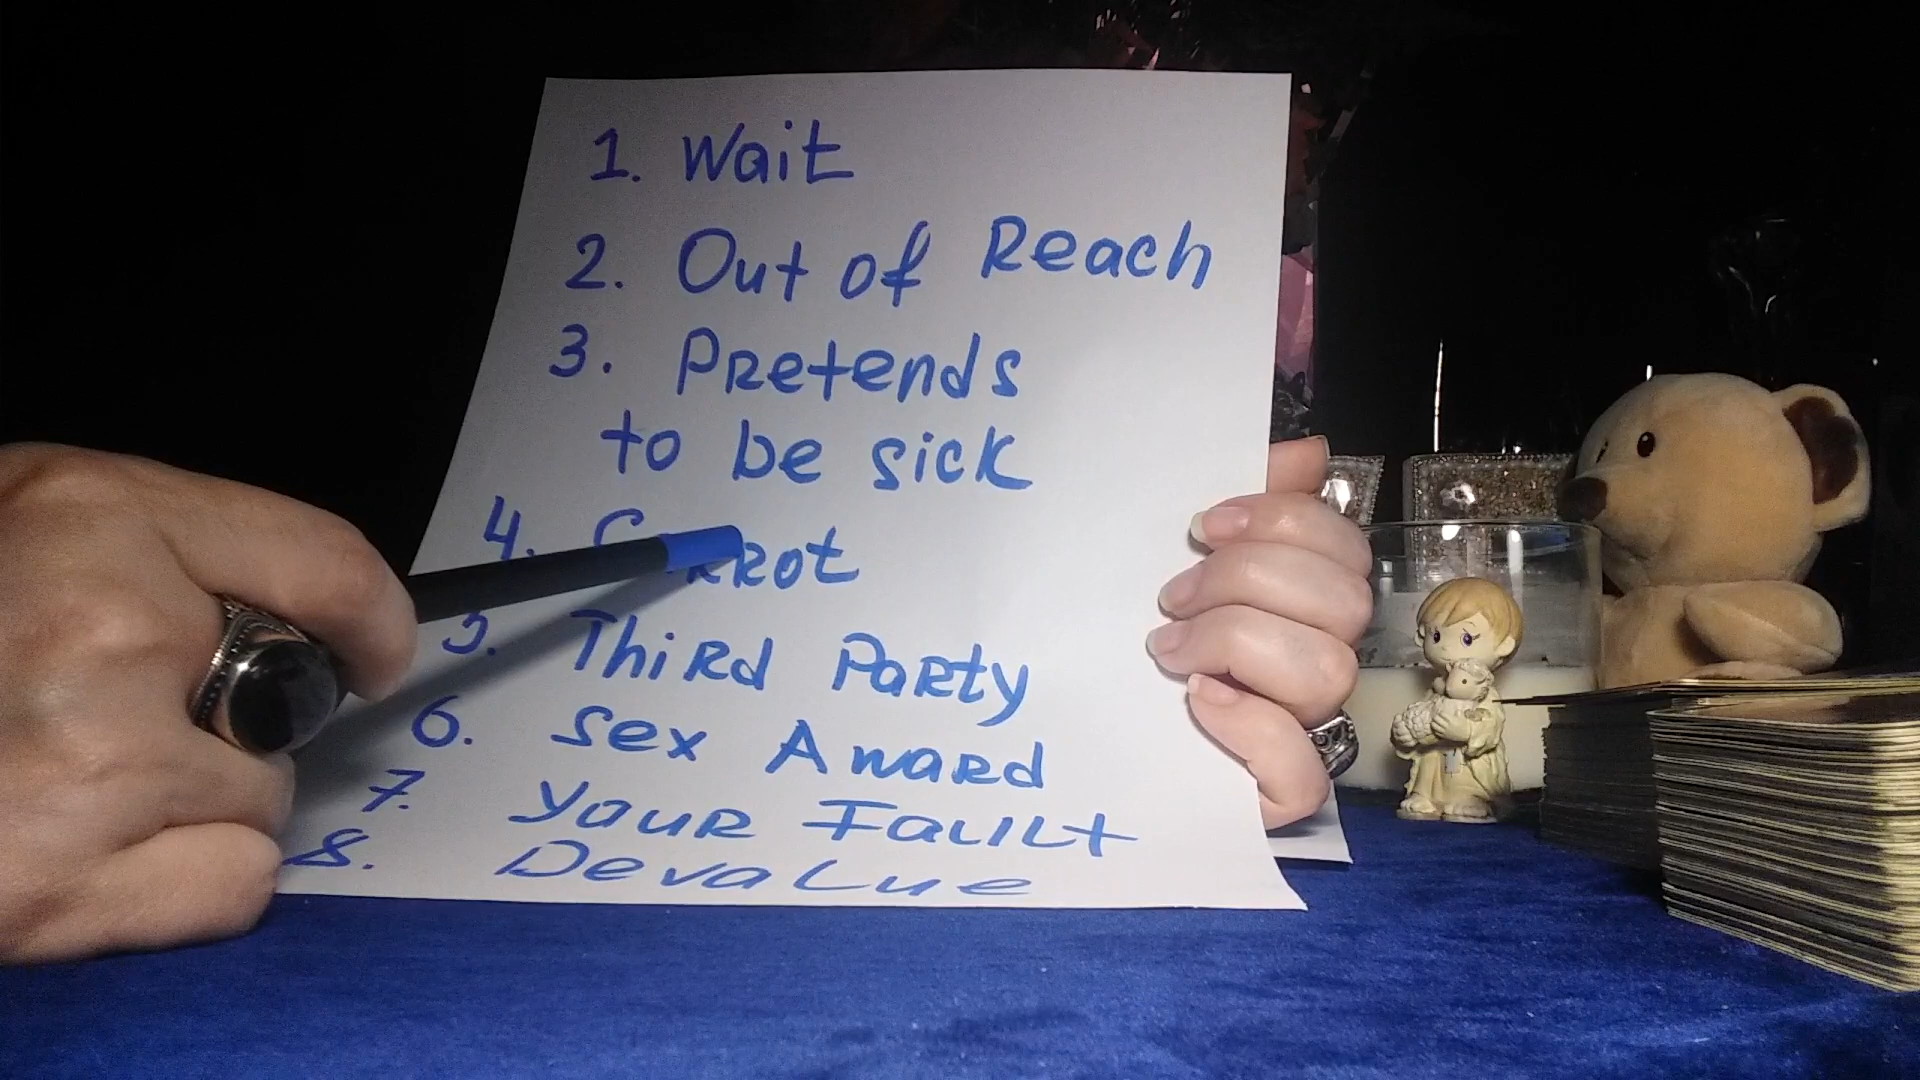 1. Wait
2. Out of Reach
3. Pretends
to be sick
4. Carrot
5. Third Party
6. Sex Award
7. Your Fault
8. Devalue